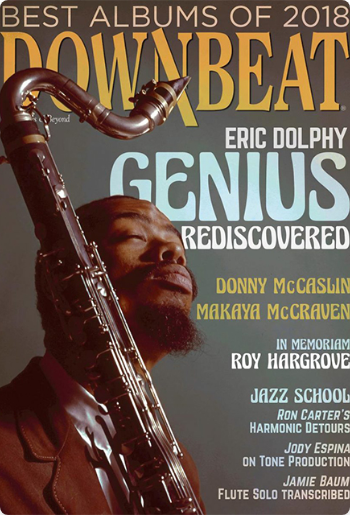 BEST ALBUMS OF 2018
DOWNBEAT
Beyond
ERIC DOLPHY
GENIUS
REDISCOVERED
DONNY McCASLIN
MAKAYA McCRAVEN
IN MEMORIAM
ROY HARGROVE
JAZZ SCHOOL
RON CARTER'S
HARMONIC DETOURS
JODY ESPINA
ON TONE PRODUCTION
JAMIE BAUM
FLUTE SOLO TRANSCRIBED